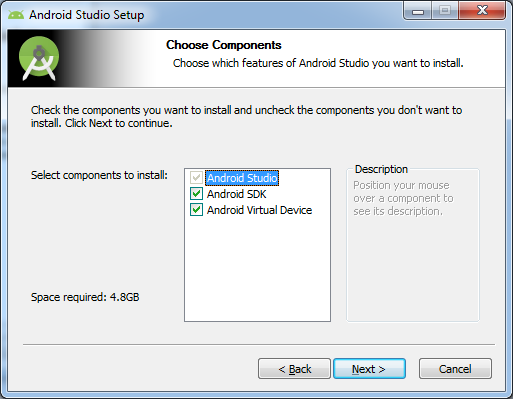 Android Studio Setup
Choose Components
Choose which features of Android Studio you want to install.
Check the components you want to install and uncheck the components you don't want to
install. Click Next to continue.
Select components to install:
Android Studio
Android SDK
Android Virtual Device
Description
Position your mouse
over a component to
see its description.
Space required: 4.8GB
< Back
Next >
Cancel